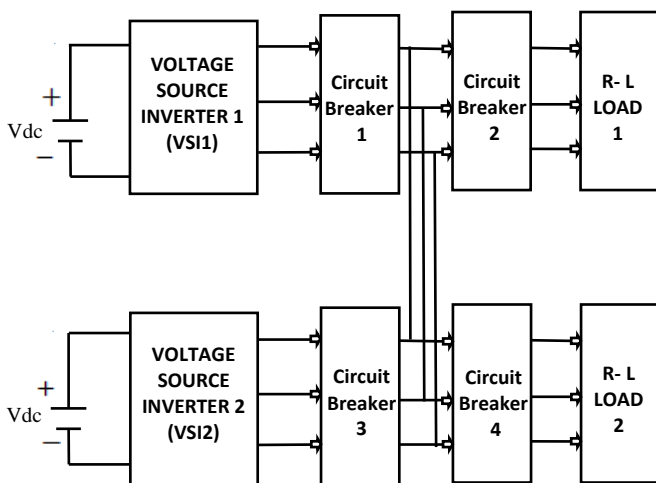 +
Vdc
−
VOLTAGE
SOURCE
INVERTER 1
(VSI1)
Circuit
Breaker
1
Circuit
Breaker
2
R- L
LOAD
1
+
Vdc
−
VOLTAGE
SOURCE
INVERTER 2
(VSI2)
Circuit
Breaker
3
Circuit
Breaker
4
R- L
LOAD
2